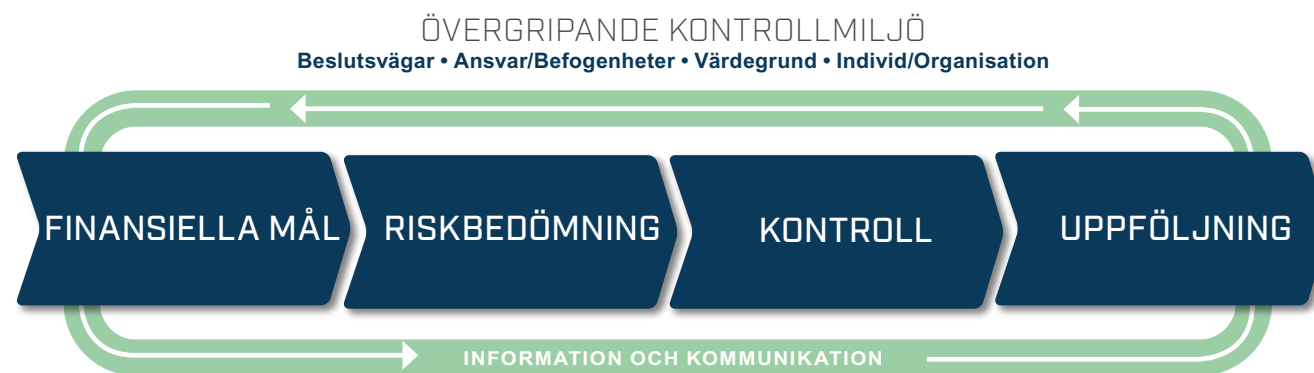 ÖVERGRIPANDE KONTROLLMILJÖ
Beslutsvägar • Ansvar/Befogenheter • Värdegrund • Individ/Organisation
FINANSIELLA MÅL
RISKBEDÖMNING
KONTROLL
UPPFÖLJNING
INFORMATION OCH KOMMUNIKATION